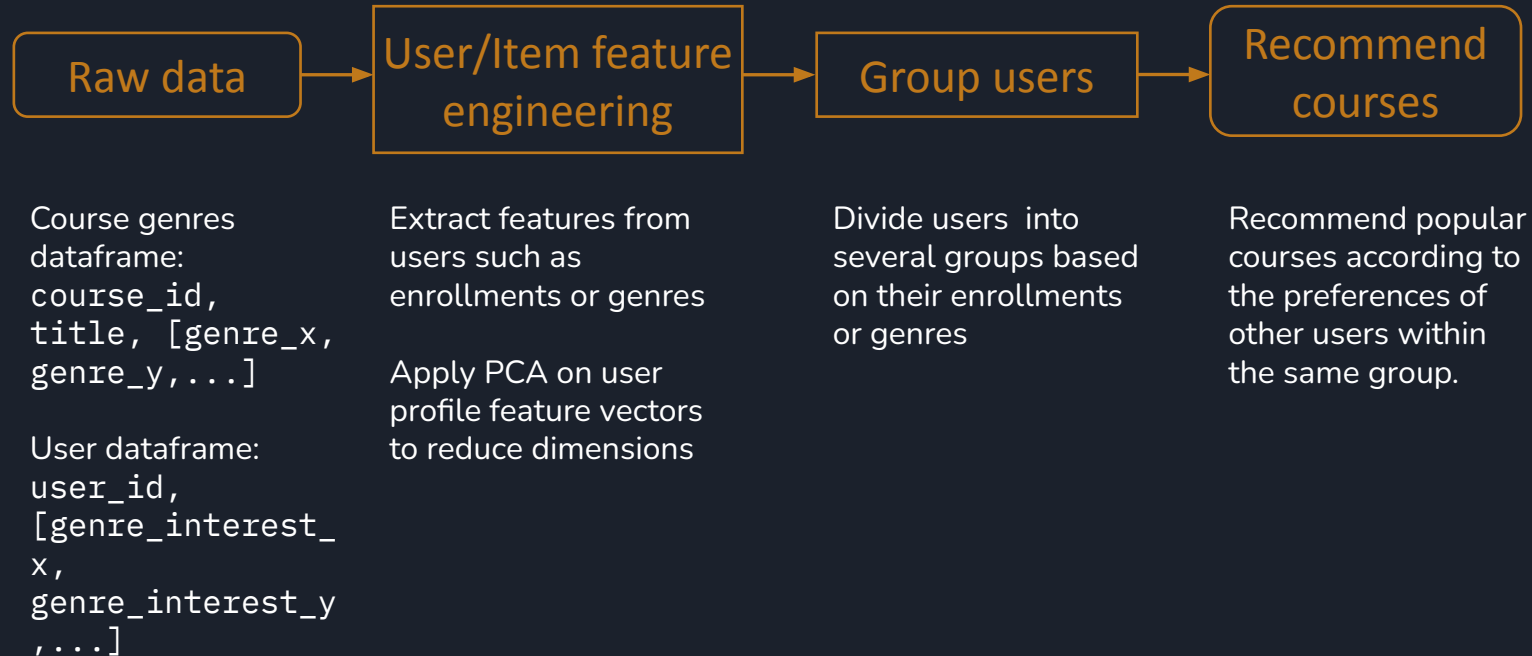 Raw data
User/Item feature
engineering
Group users
Recommend
courses
Course genres
dataframe:
course_id,
title, [genre_x,
genre_y,...]
User dataframe:
user_id,
[genre_interest_
x,
genre_interest_y
,...]
Extract features from
users such as
enrollments or genres
Apply PCA on user
profile feature vectors
to reduce dimensions
Divide users  into
several groups based
on their enrollments
or genres
Recommend popular
courses according to
the preferences of
other users within
the same group.